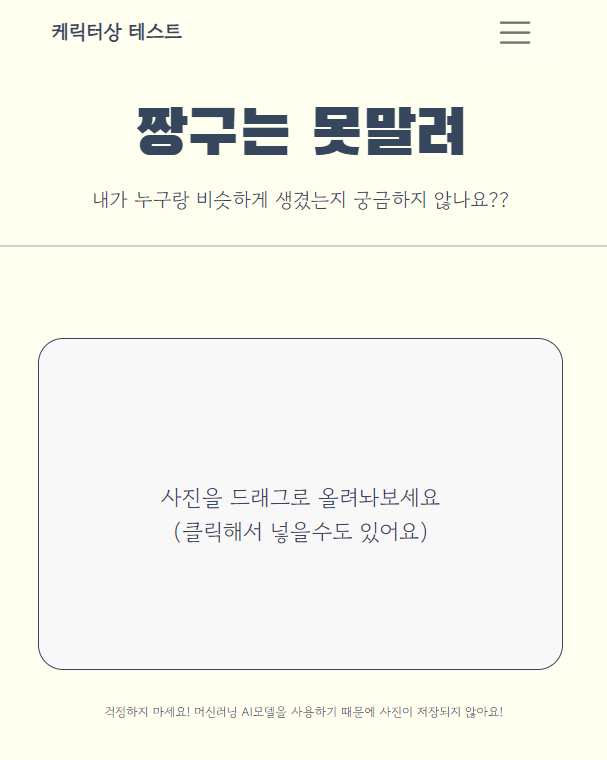 케릭터상 테스트
짱구는 못말려
내가 누구랑 비슷하게 생겼는지 궁금하지 않나요??
사진을 드래그로 올려놔보세요
(클릭해서 넣을수도 있어요)
걱정하지 마세요! 머신러닝 AI모델을 사용하기 때문에 사진이 저장되지 않아요!